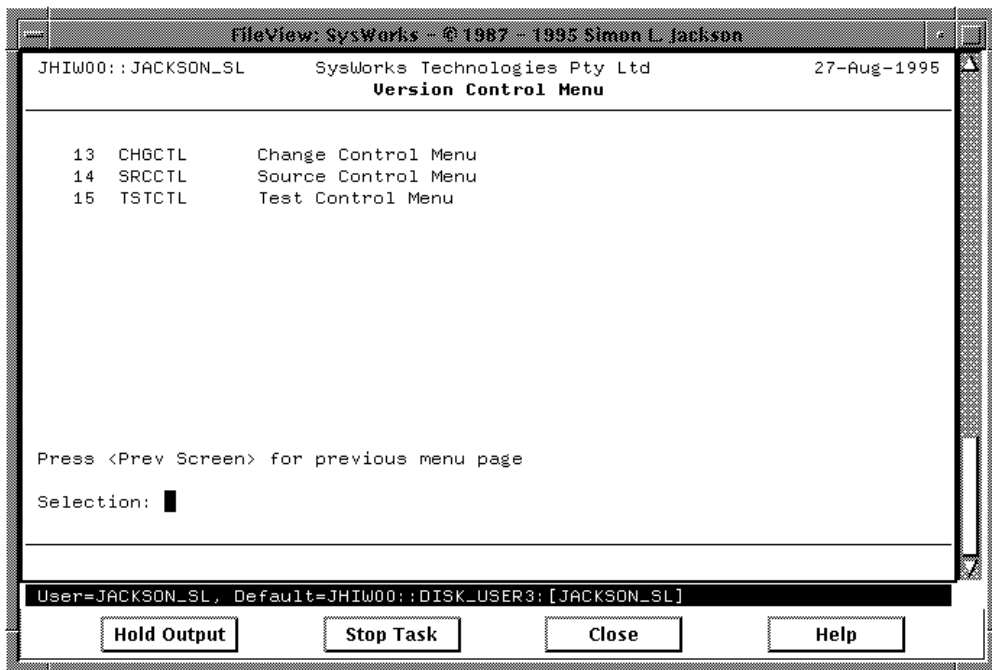 FileView: SysWorks - © 1987 - 1995 Simon L. Jackson
JHIW00::JACKSON_SL SysWorks Technologies Pty Ltd 27-Aug-1995
Version Control Menu
13 CHGCTL Change Control Menu
14 SRCCTL Source Control Menu
15 TSTCTL Test Control Menu
Press <Prev Screen> for previous menu page
Selection:
User=JACKSON_SL, Default=JHIW00::DISK_USER3:[JACKSON_SL]
Hold Output Stop Task Close Help